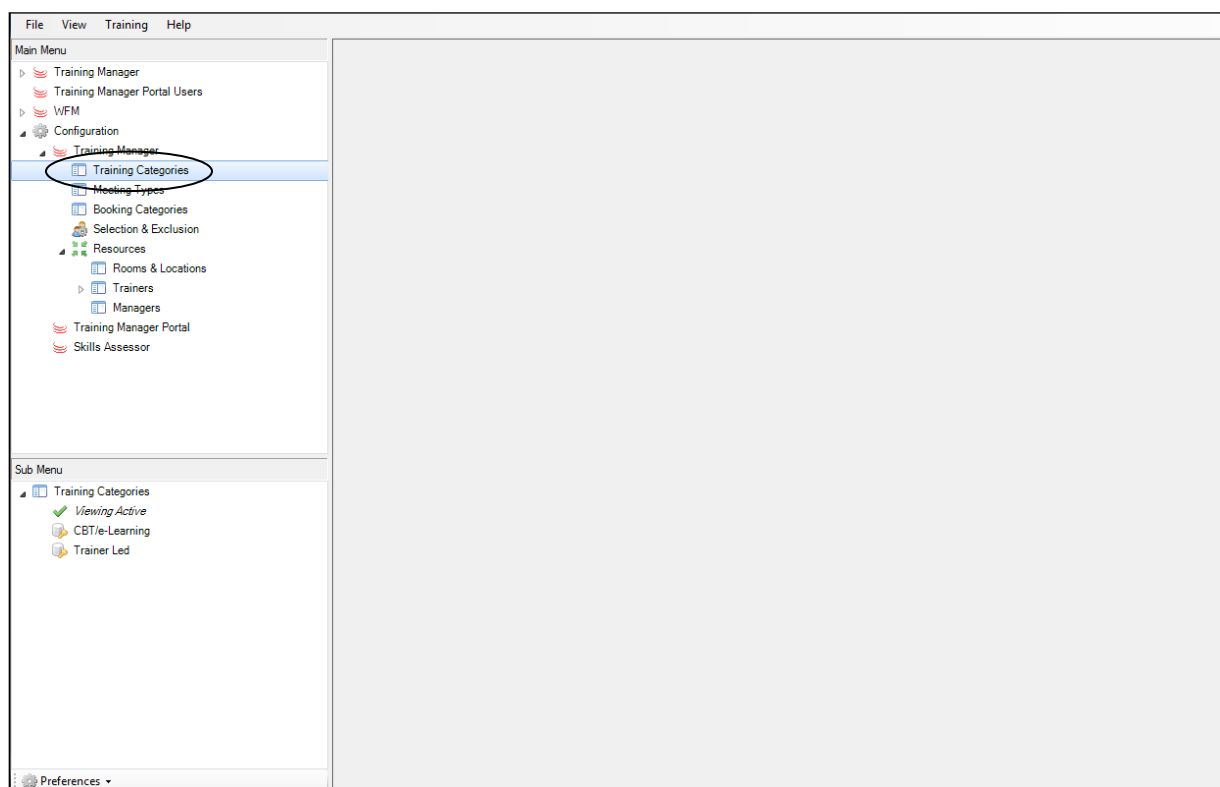 File View Training Help
Main Menu
Training Manager
Training Manager Portal Users
WFM
Configuration
Training Manager
Training Categories
Meeting Types
Booking Categories
Selection & Exclusion
Resources
Rooms & Locations
Trainers
Managers
Training Manager Portal
Skills Assessor
Sub Menu
Training Categories
Viewing Active
CBT/e-Learning
Trainer Led
Preferences